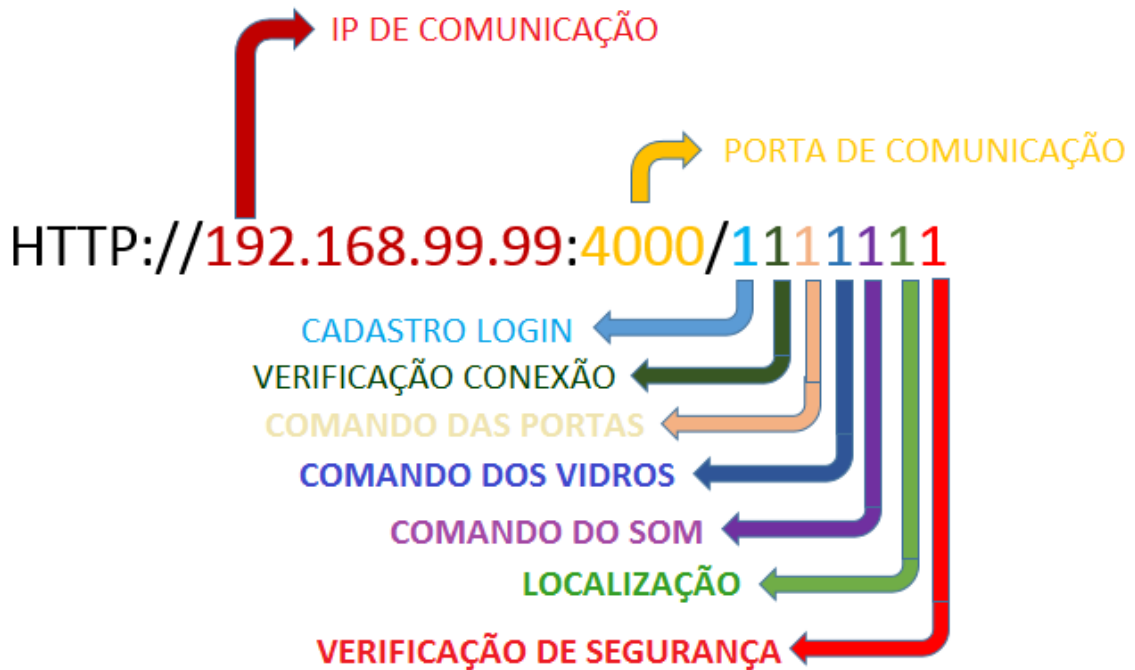 IP DE COMUNICAÇÃO
PORTA DE COMUNICAÇÃO
HTTP://192.168.99.99:4000/1111111
CADASTRO LOGIN
VERIFICAÇÃO CONEXÃO
COMANDO DAS PORTAS
COMANDO DOS VIDROS
COMANDO DO SOM
LOCALIZAÇÃO
VERIFICAÇÃO DE SEGURANÇA